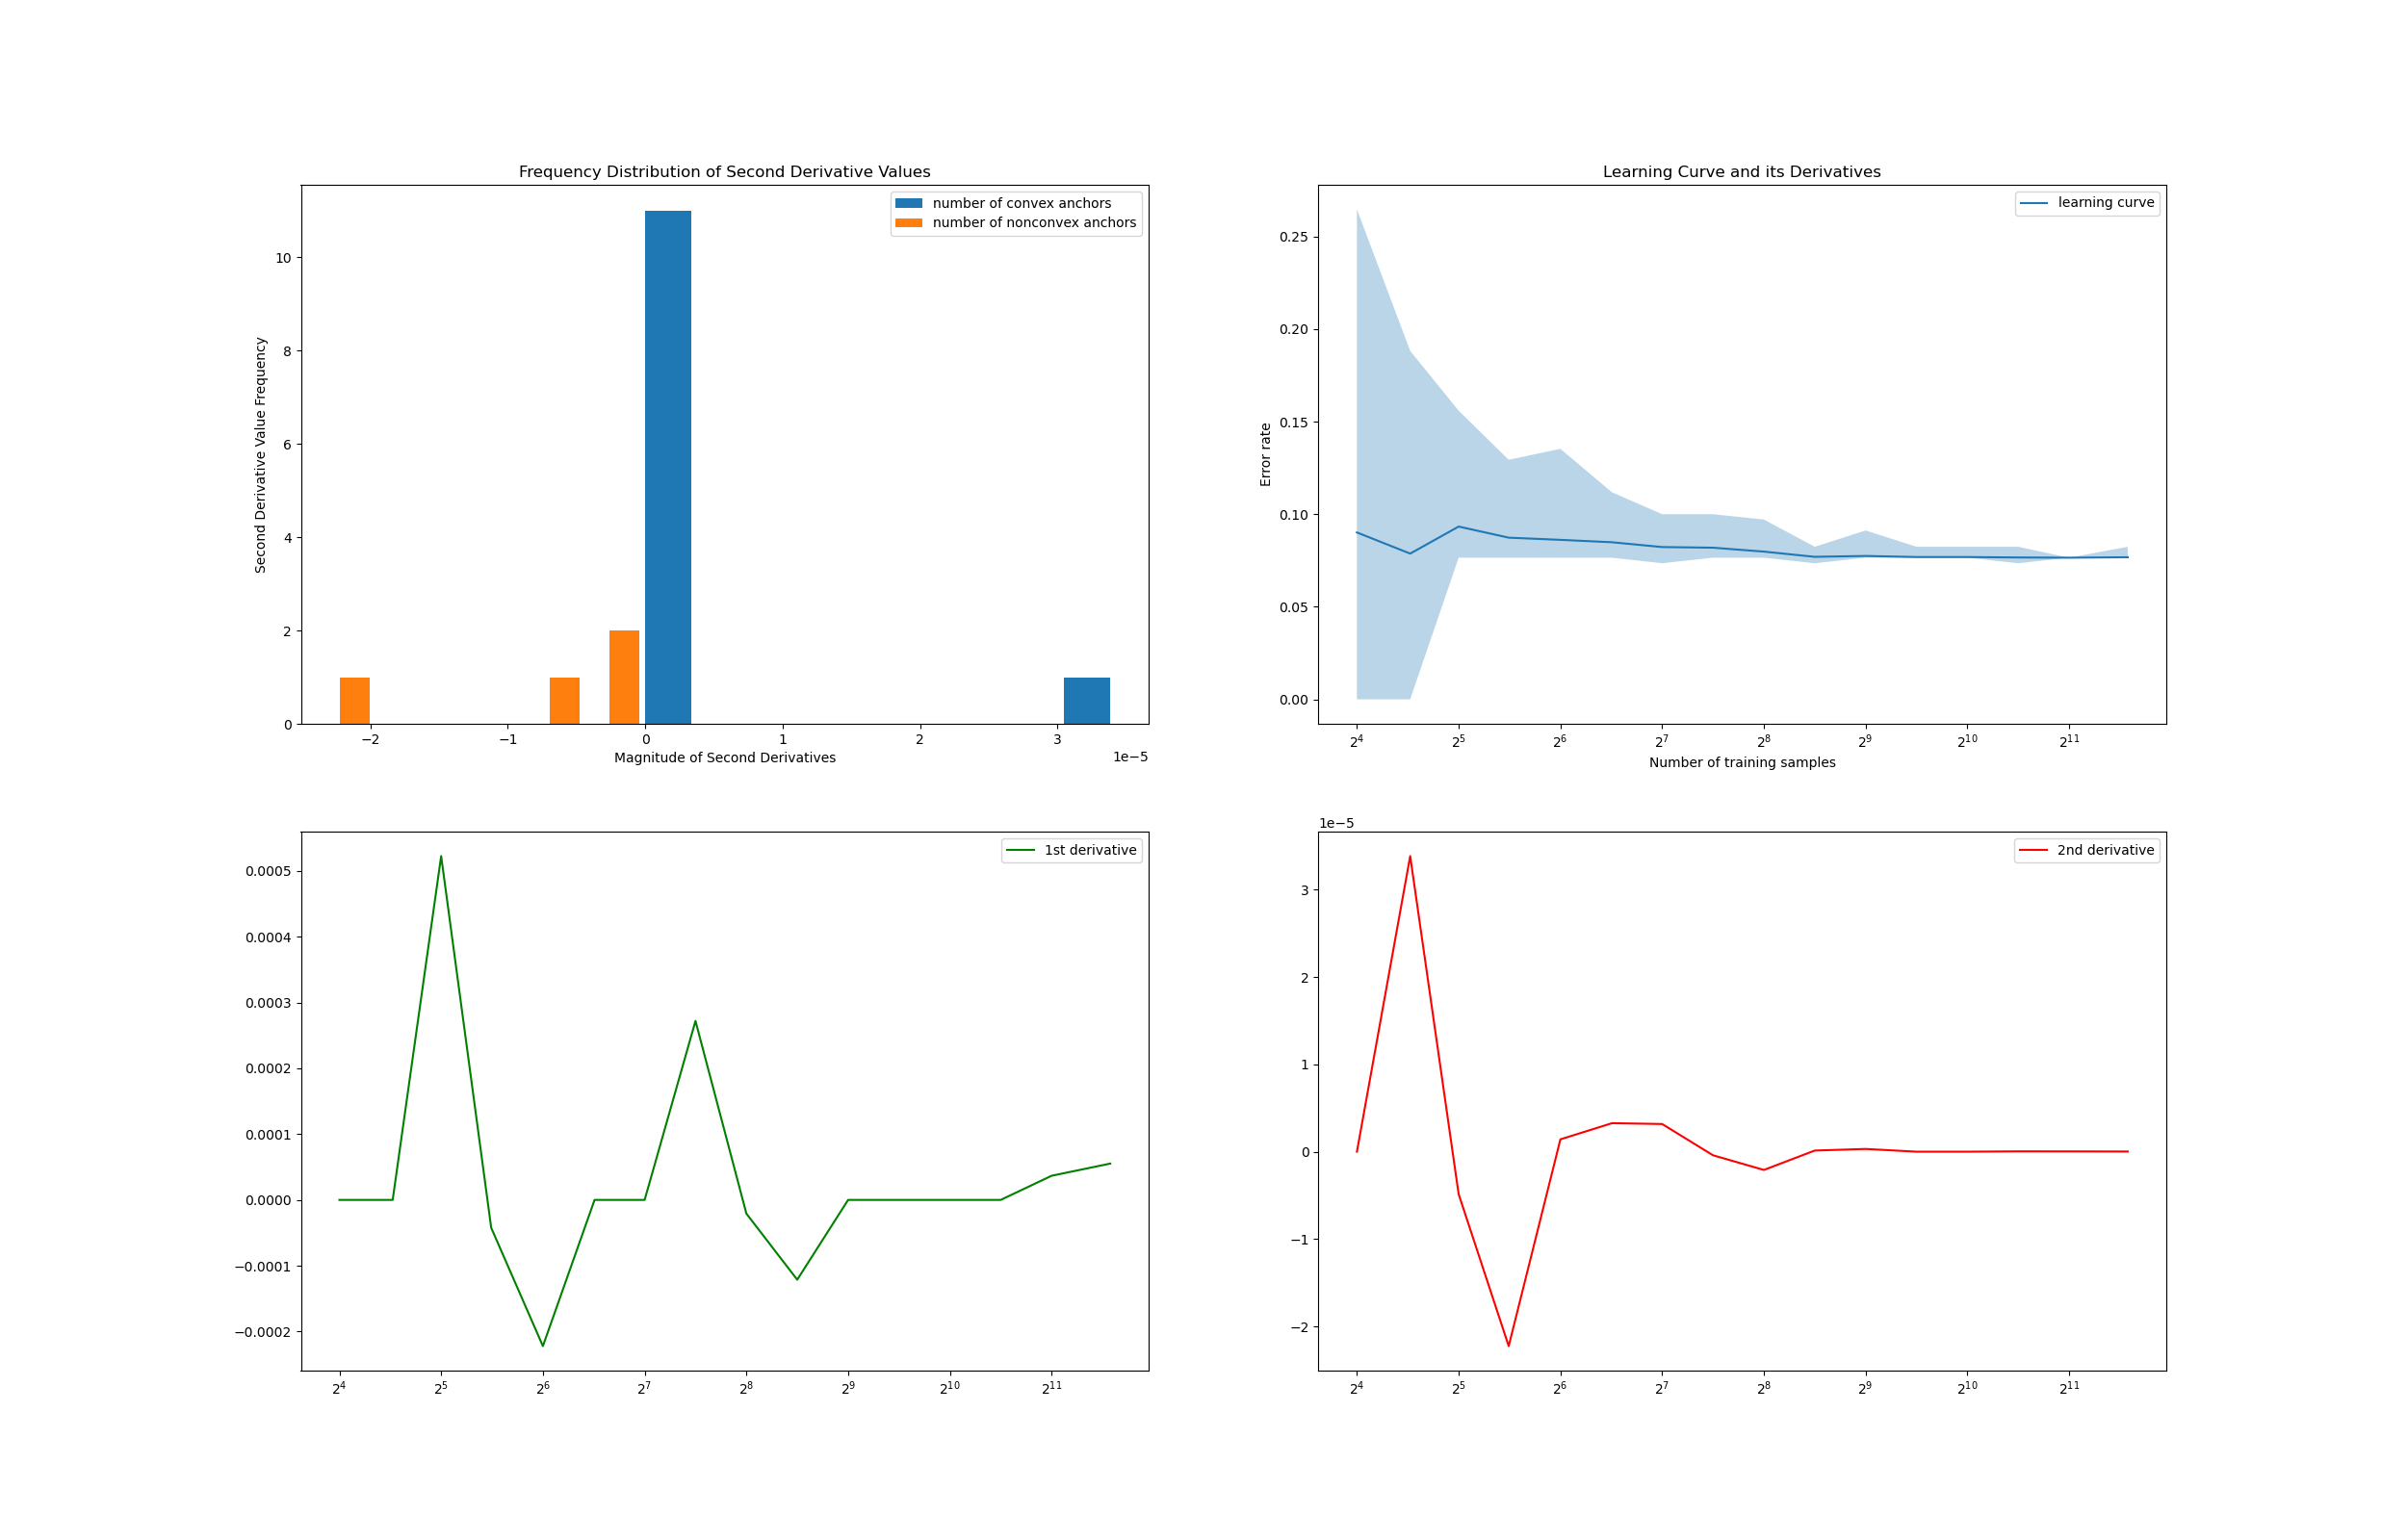 Frequency Distribution of Second Derivative Values
number of convex anchors
number of nonconvex anchors
Second Derivative Value Frequency
10
8
6
4
2
0
−2 −1 0 1 2 3
1e−5
Magnitude of Second Derivatives
Learning Curve and its Derivatives
learning curve
Error rate
0.25
0.20
0.15
0.10
0.05
0.00
2⁴ 2⁵ 2⁶ 2⁷ 2⁸ 2⁹ 2¹⁰ 2¹¹
Number of training samples
1st derivative
0.0005
0.0004
0.0003
0.0002
0.0001
0.0000
−0.0001
−0.0002
2⁴ 2⁵ 2⁶ 2⁷ 2⁸ 2⁹ 2¹⁰ 2¹¹
1e−5
2nd derivative
3
2
1
0
−1
−2
2⁴ 2⁵ 2⁶ 2⁷ 2⁸ 2⁹ 2¹⁰ 2¹¹